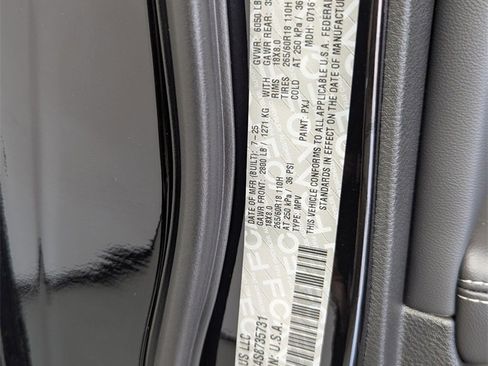 US LLC
4S8735731
N: U.S.A.
DATE OF MFR (BUILT): 7-25
GAWR FRONT: 2800 LB / 1271 KG
18X8.0
265/60R18 110H
AT 250 kPa / 36 PSI
TYPE: MPV
GVWR: 6050 LB
GAWR REAR: 3
WITH 18X8.0
RIMS 265/60R18 110H
TIRES AT 250 kPa / 36
COLD
PAINT: PXJ MDH: 0716
THIS VEHICLE CONFORMS TO ALL APPLICABLE U.S.A. FEDERAL
STANDARDS IN EFFECT ON THE DATE OF MANUFACTUR